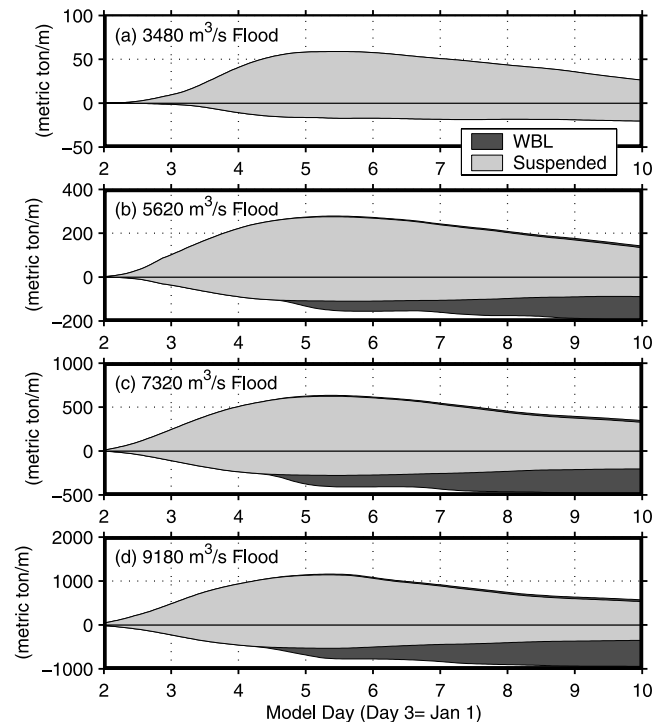 (a) 3480 m³/s Flood
(metric ton/m)
100
50
0
−50
2 3 4 5 6 7 8 9 10
WBL
Suspended
(b) 5620 m³/s Flood
(metric ton/m)
400
200
0
−200
2 3 4 5 6 7 8 9 10
(c) 7320 m³/s Flood
(metric ton/m)
1000
500
0
−500
2 3 4 5 6 7 8 9 10
(d) 9180 m³/s Flood
(metric ton/m)
2000
1000
0
−1000
2 3 4 5 6 7 8 9 10
Model Day (Day 3= Jan 1)